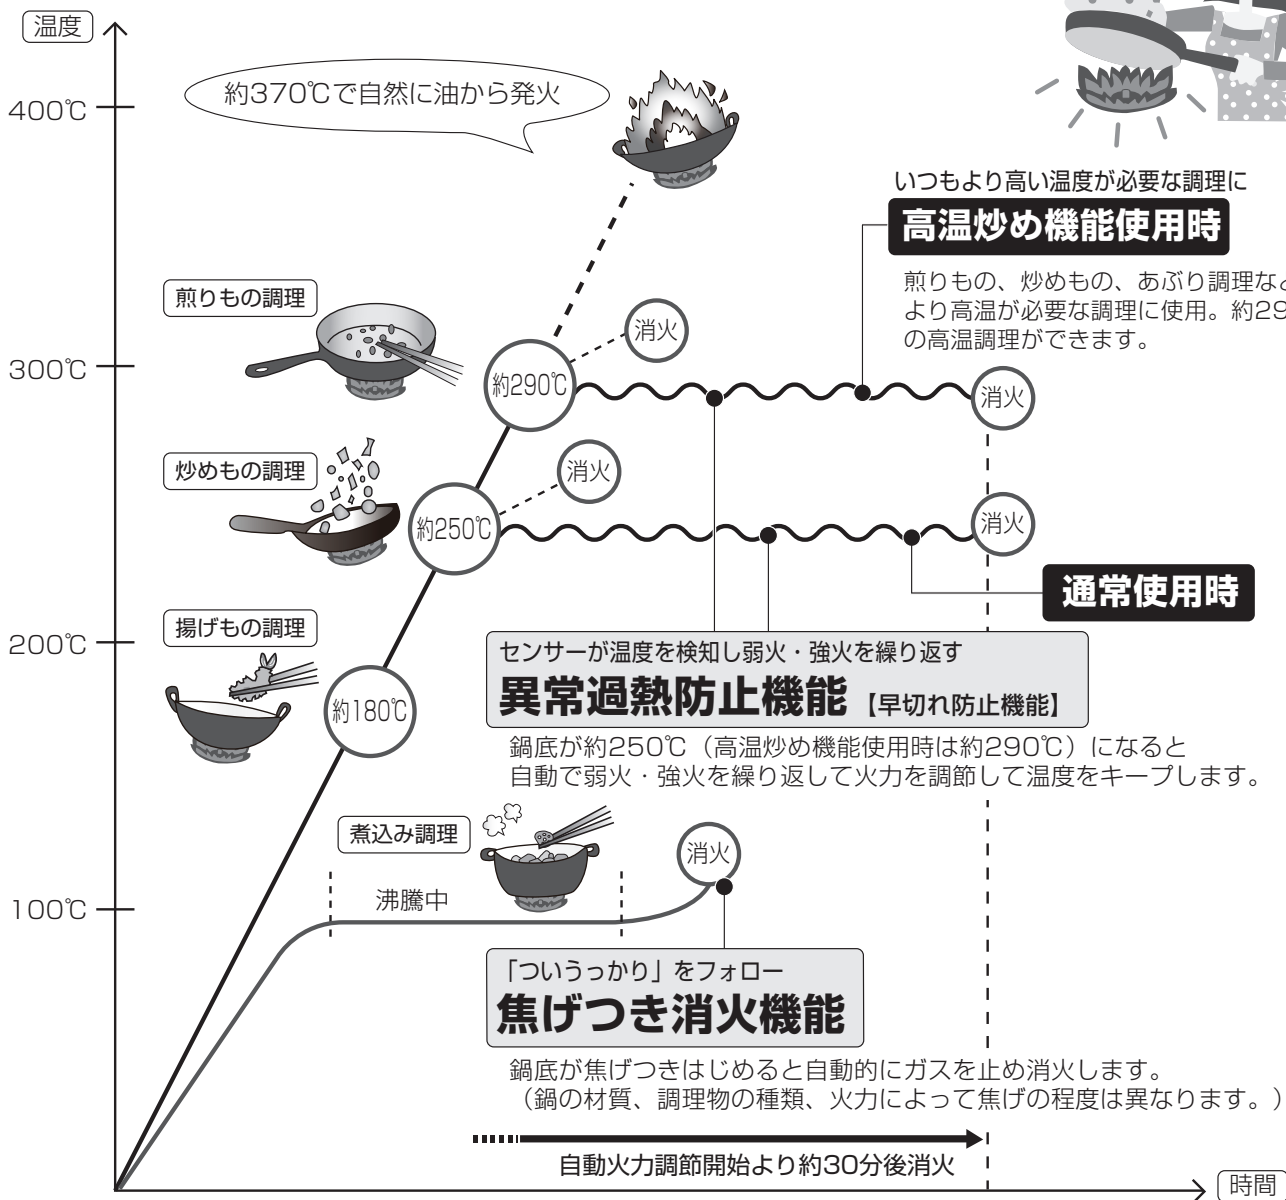 温度
400℃
約370℃で自然に油から発火
いつもより高い温度が必要な調理に
高温炒め機能使用時
煎りもの、炒めもの、あぶり調理な
より高温が必要な調理に使用。約29
の高温調理ができます。
煎りもの調理
消火
300℃
約290℃
消火
炒めもの調理
消火
約250℃
消火
通常使用時
揚げもの調理
200℃
約180℃
センサーが温度を検知し弱火・強火を繰り返す
異常過熱防止機能【早切れ防止機能】
鍋底が約250℃（高温炒め機能使用時は約290℃）になると
自動で弱火・強火を繰り返して火力を調節して温度をキープします。
煮込み調理
消火
沸騰中
100℃
「ついうっかり」をフォロー
焦げつき消火機能
鍋底が焦げつきはじめると自動的にガスを止め消火します。
（鍋の材質、調理物の種類、火力によって焦げの程度は異なります。）
自動火力調節開始より約30分後消火
時間